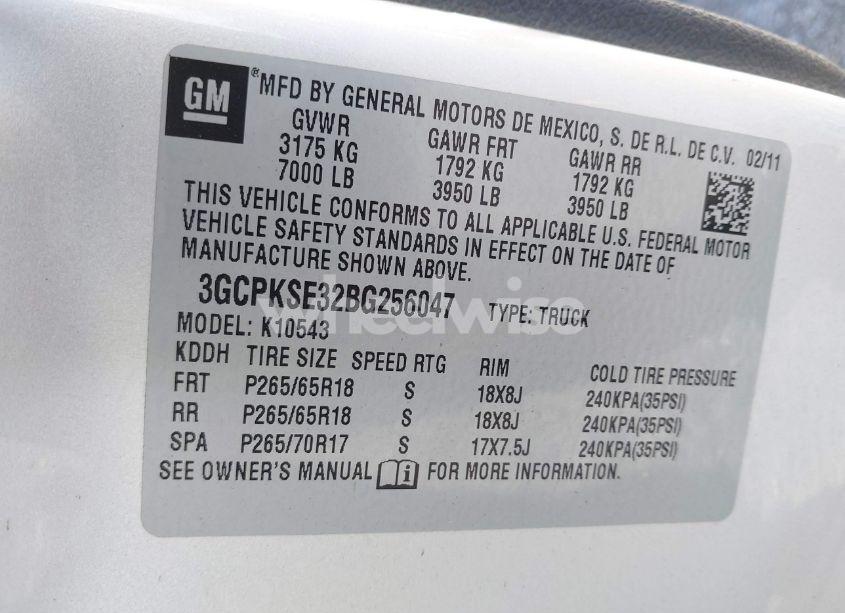 GM
® MFD BY GENERAL MOTORS DE MEXICO, S. DE R.L. DE C.V. 02/11
GVWR GAWR FRT GAWR RR
3175 KG 1792 KG 1792 KG
7000 LB 3950 LB 3950 LB
THIS VEHICLE CONFORMS TO ALL APPLICABLE U.S. FEDERAL MOTOR
VEHICLE SAFETY STANDARDS IN EFFECT ON THE DATE OF
MANUFACTURE SHOWN ABOVE.
3GCPKSE32BG256047 TYPE: TRUCK
wheelwise
MODEL: K10543
KDDH TIRE SIZE SPEED RTG RIM COLD TIRE PRESSURE
FRT P265/65R18 S 18X8J 240KPA(35PSI)
RR P265/65R18 S 18X8J 240KPA(35PSI)
SPA P265/70R17 S 17X7.5J 240KPA(35PSI)
SEE OWNER'S MANUAL i FOR MORE INFORMATION.